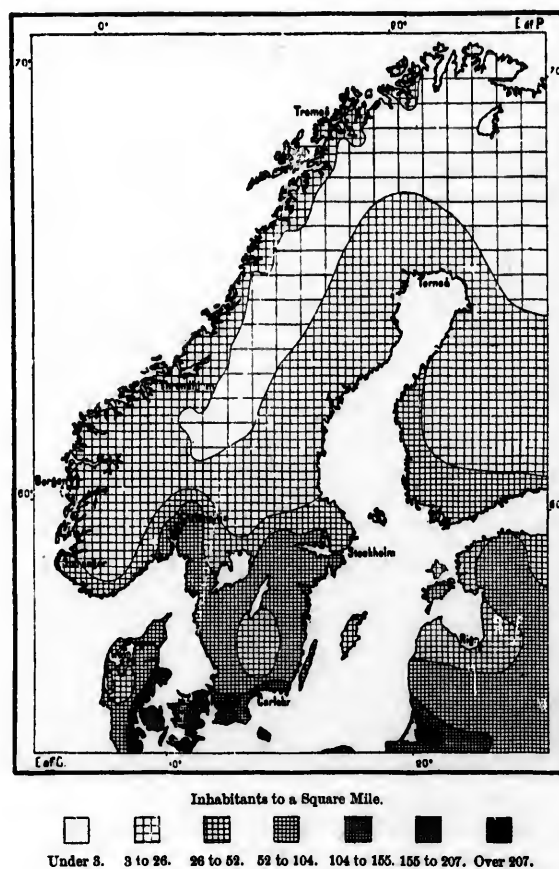 0° 20° E of P.
70° 70
Tromsö
Torneå
Throndhjem
Bergen
60° 60
Stavanger
Stockholm
Riga
E of G. 10° 20°
Inhabitants to a Square Mile.
Under 3. 3 to 26. 26 to 52. 52 to 104. 104 to 155. 155 to 207. Over 207.